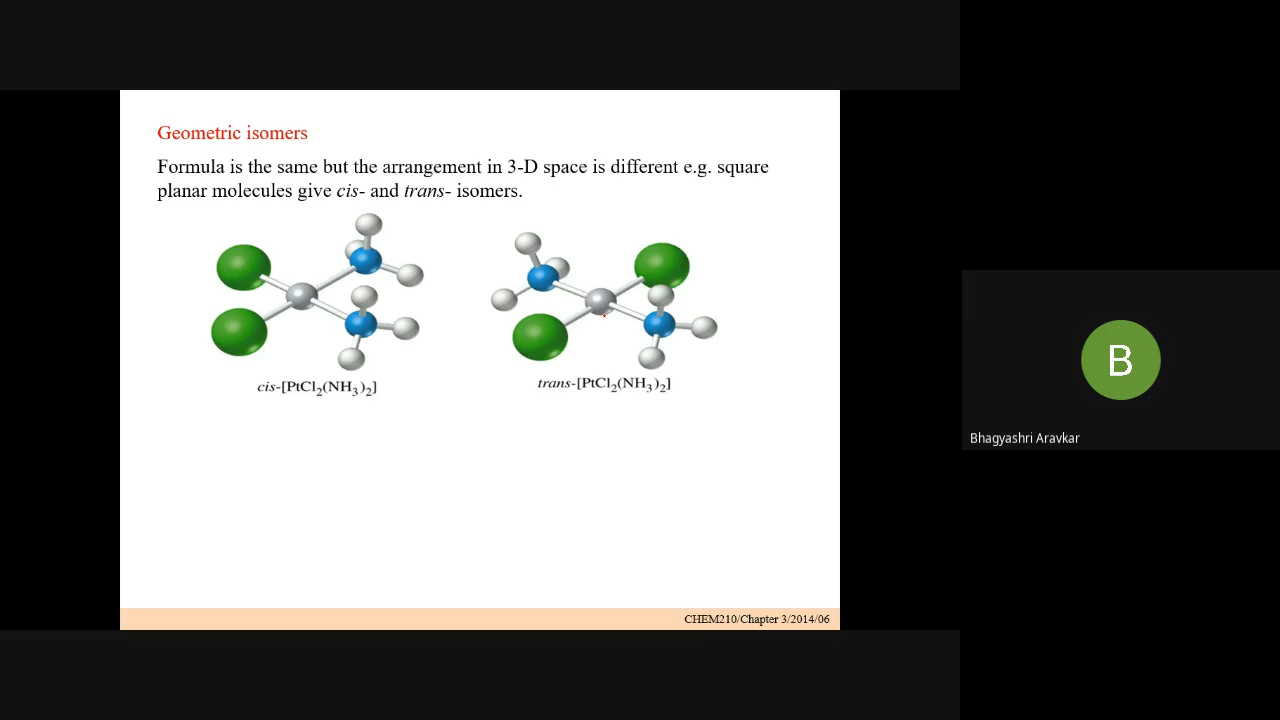 Geometric isomers
Formula is the same but the arrangement in 3-D space is different e.g. square
planar molecules give cis- and trans- isomers.
cis-[PtCl₂(NH₃)₂]
trans-[PtCl₂(NH₃)₂]
CHEM210/Chapter 3/2014/06
B
Bhagyashri Aravkar